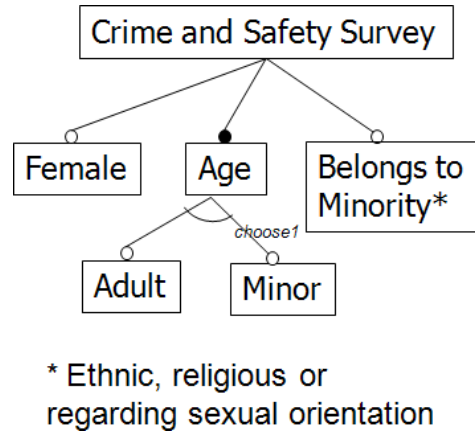 Crime and Safety Survey
Female
Age
Belongs to
Minority*
choose1
Adult
Minor
* Ethnic, religious or
regarding sexual orientation